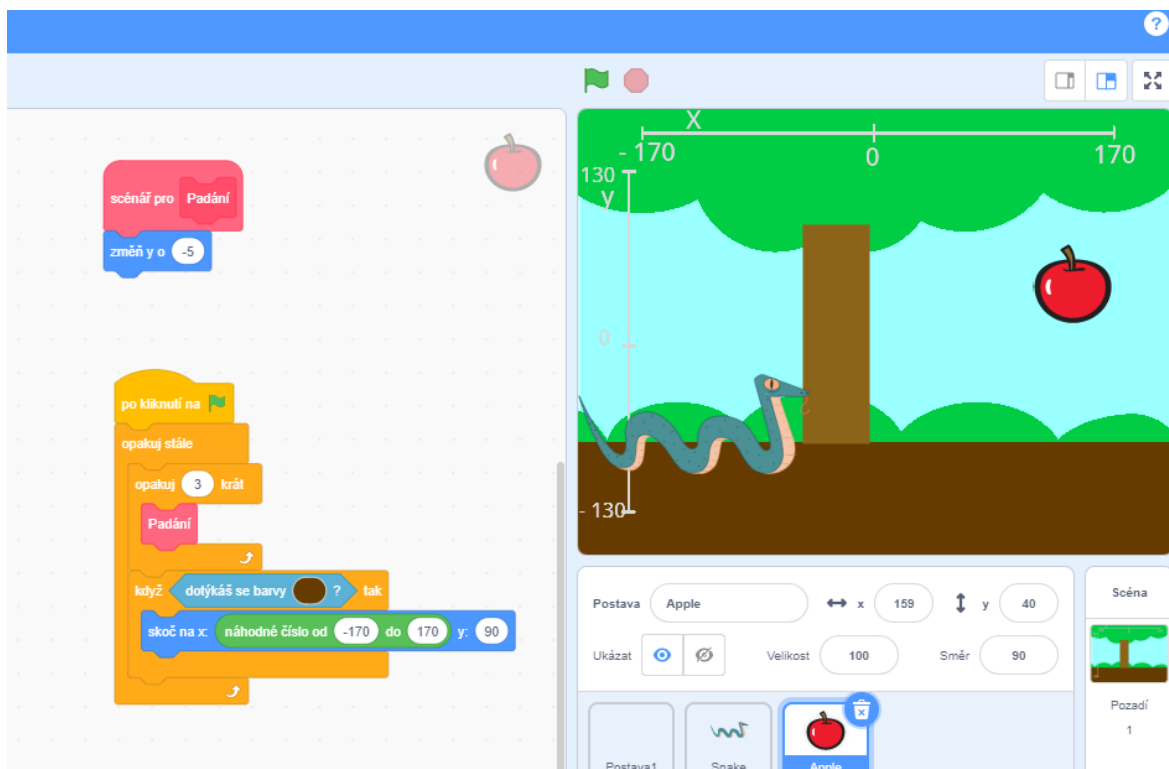 ?
scénář pro Padání
změň y o -5
po kliknutí na
opakuj stále
opakuj 3 krát
Padání
když dotýkáš se barvy ? tak
skoč na x: náhodné číslo od -170 do 170 y: 90
X
- 170 0 170
130
y
0
- 130
Postava Apple x 159 y 40
Ukázat Velikost 100 Směr 90
Postava1 Snake Apple
Scéna
Pozadí
1